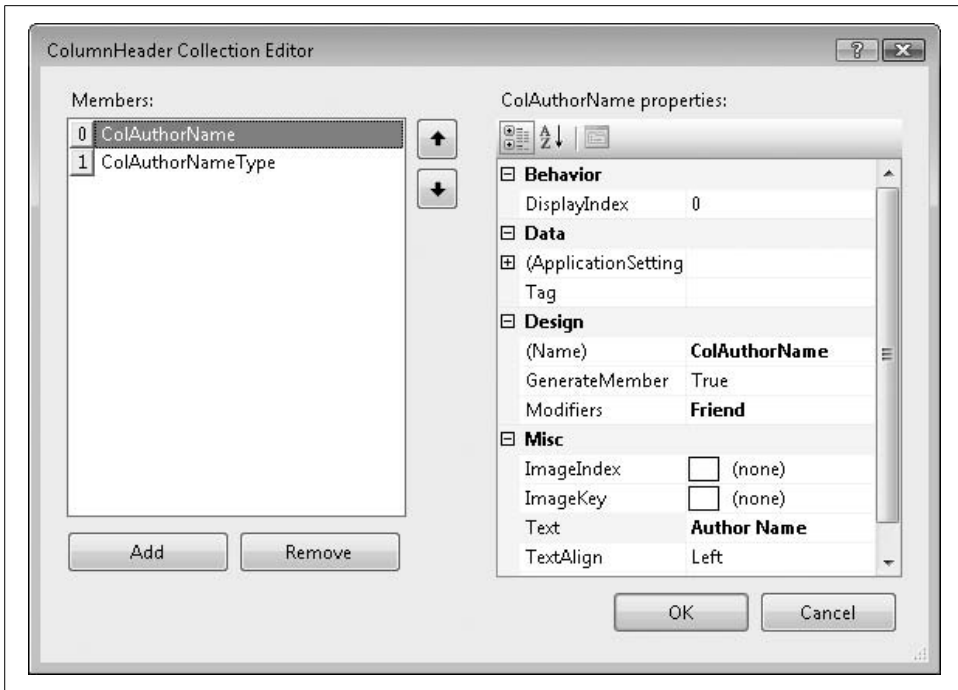 ColumnHeader Collection Editor
?
Members:
0 ColAuthorName
1 ColAuthorNameType
Add
Remove
ColAuthorName properties:
A
Z
Behavior
DisplayIndex 0
Data
(ApplicationSetting
Tag
Design
(Name) ColAuthorName
GenerateMember True
Modifiers Friend
Misc
ImageIndex (none)
ImageKey (none)
Text Author Name
TextAlign Left
OK
Cancel